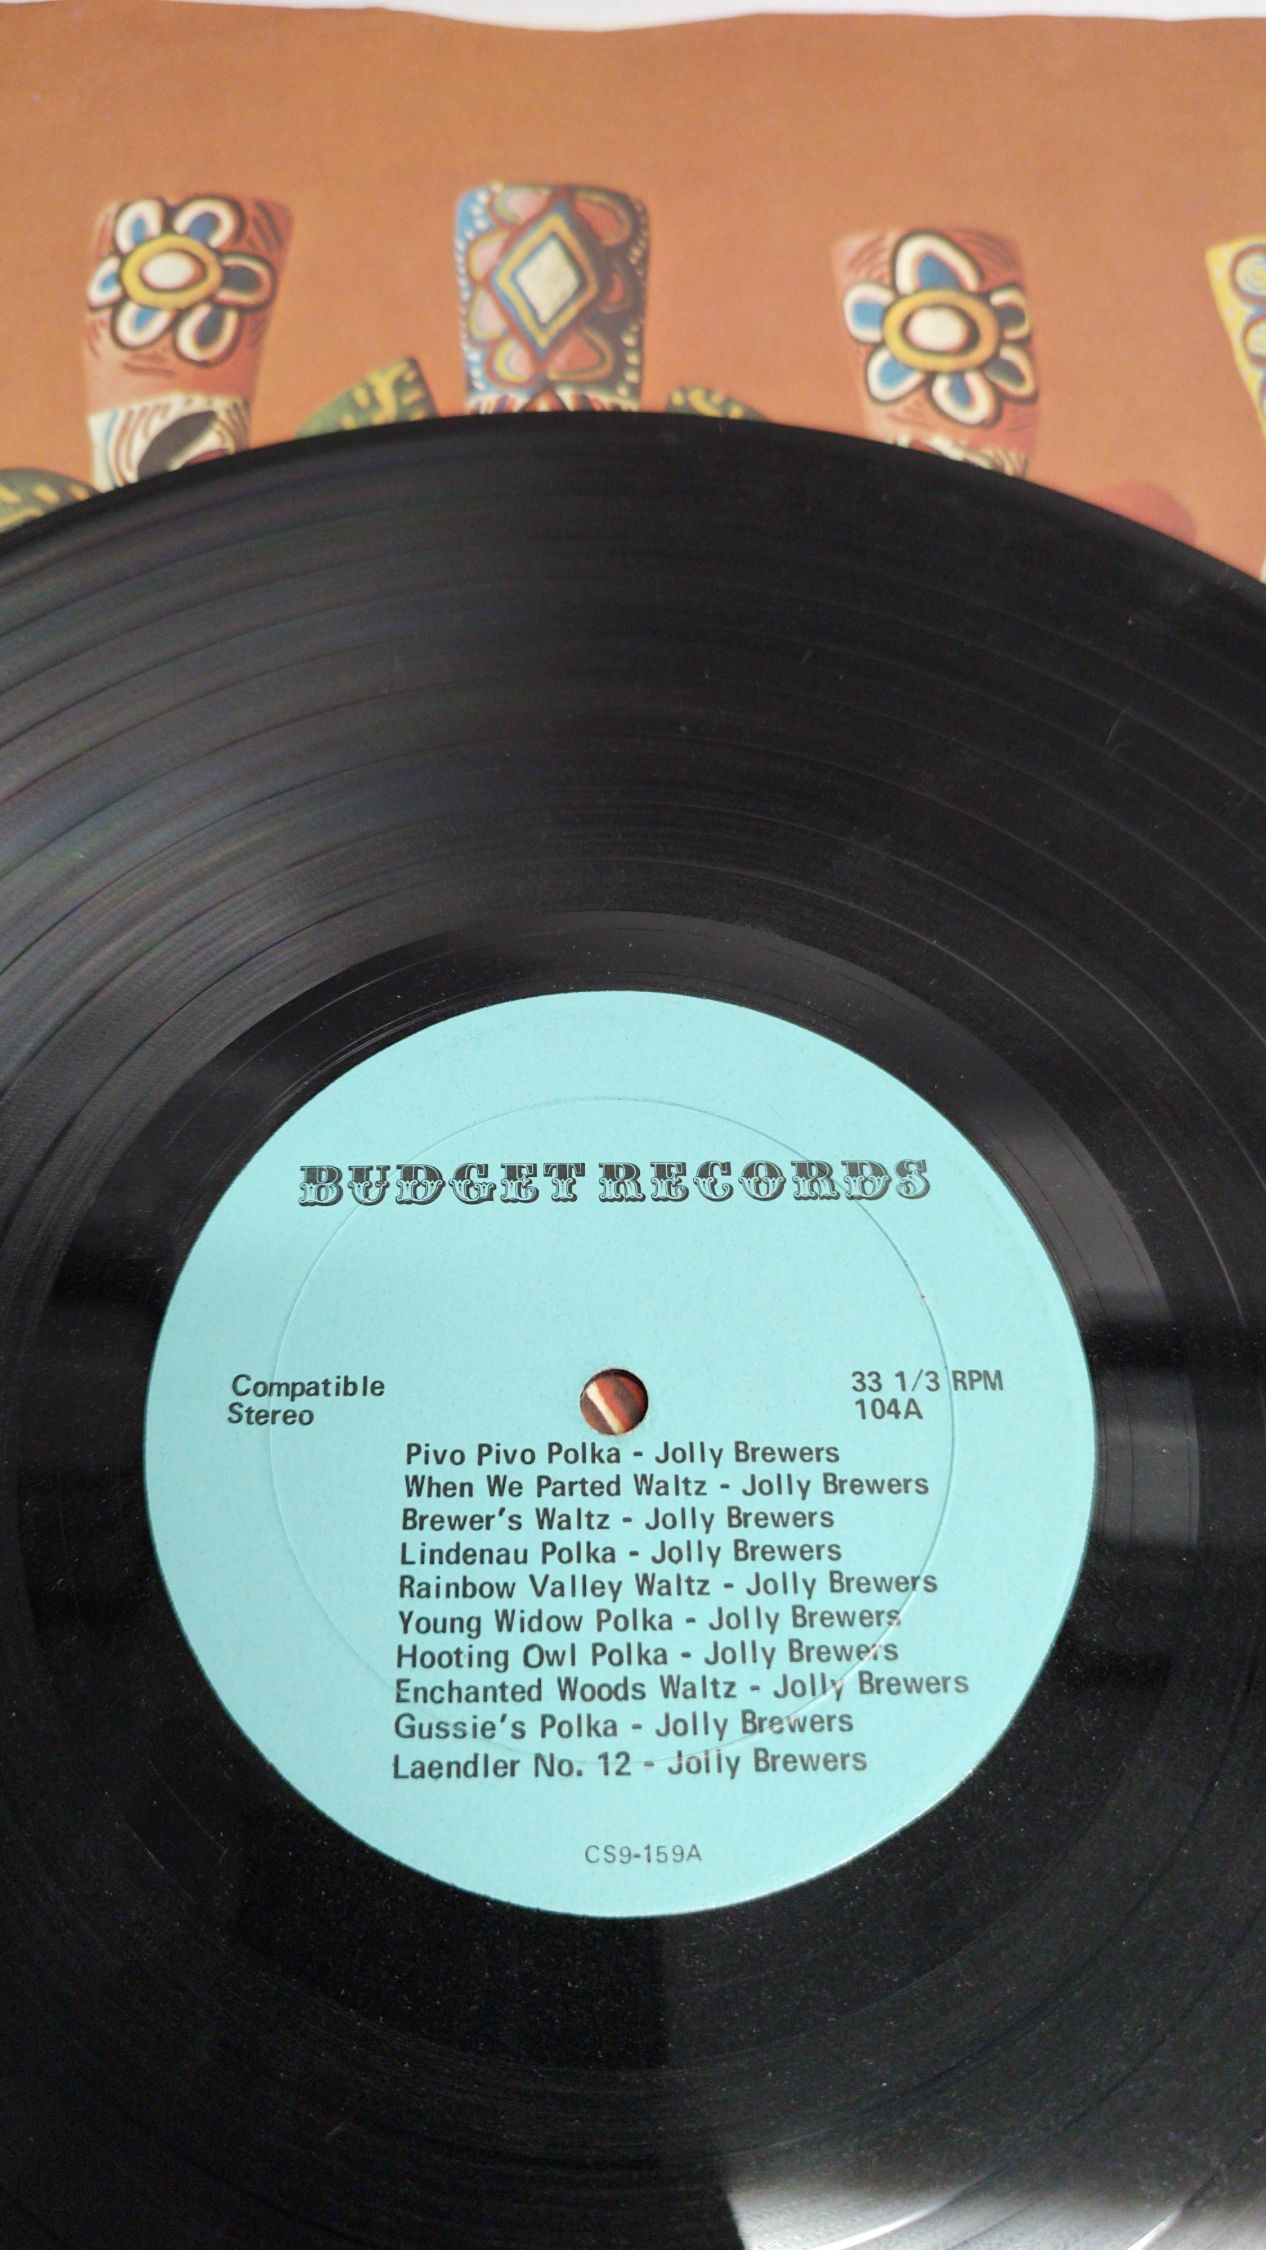 BUDGET RECORDS
Compatible
Stereo
33 1/3 RPM
104A
Pivo Pivo Polka - Jolly Brewers
When We Parted Waltz - Jolly Brewers
Brewer's Waltz - Jolly Brewers
Lindenau Polka - Jolly Brewers
Rainbow Valley Waltz - Jolly Brewers
Young Widow Polka - Jolly Brewers
Hooting Owl Polka - Jolly Brewers
Enchanted Woods Waltz - Jolly Brewers
Gussie's Polka - Jolly Brewers
Laendler No. 12 - Jolly Brewers
CS9-159A